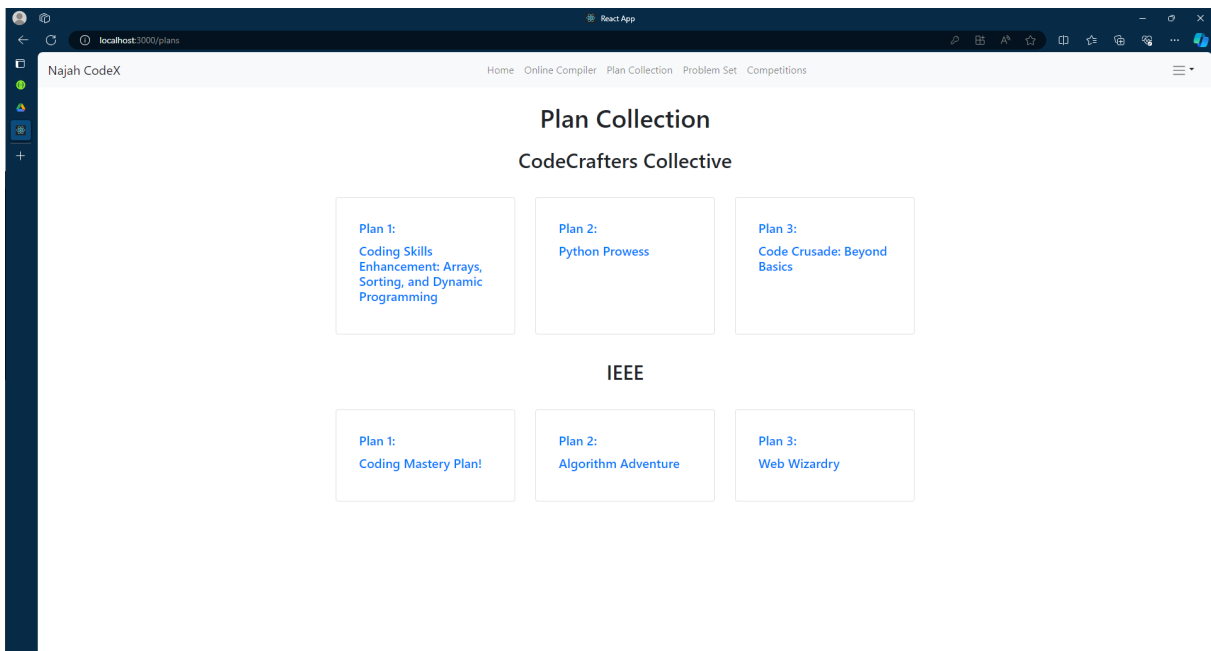 React App
localhost:3000/plans
Najah CodeX
Home Online Compiler Plan Collection Problem Set Competitions
Plan Collection
CodeCrafters Collective
Plan 1:
Coding Skills
Enhancement: Arrays,
Sorting, and Dynamic
Programming
Plan 2:
Python Prowess
Plan 3:
Code Crusade: Beyond
Basics
IEEE
Plan 1:
Coding Mastery Plan!
Plan 2:
Algorithm Adventure
Plan 3:
Web Wizardry